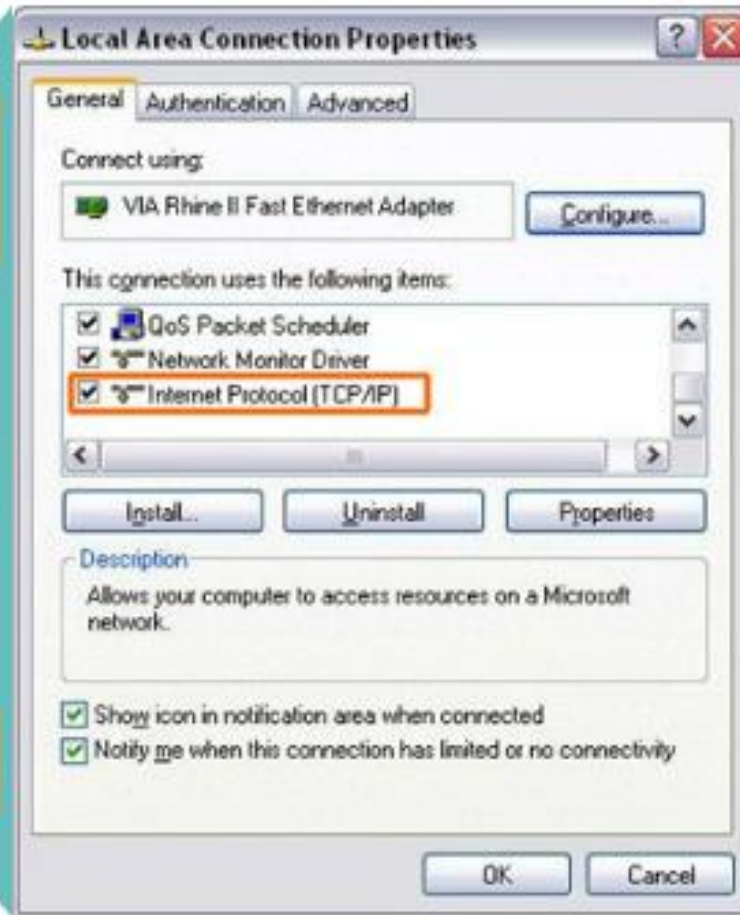 Local Area Connection Properties
General Authentication Advanced
Connect using:
VIA Rhine II Fast Ethernet Adapter
Configure...
This connection uses the following items:
QoS Packet Scheduler
Network Monitor Driver
Internet Protocol (TCP/IP)
Install... Uninstall Properties
Description
Allows your computer to access resources on a Microsoft
network.
Show icon in notification area when connected
Notify me when this connection has limited or no connectivity
OK Cancel